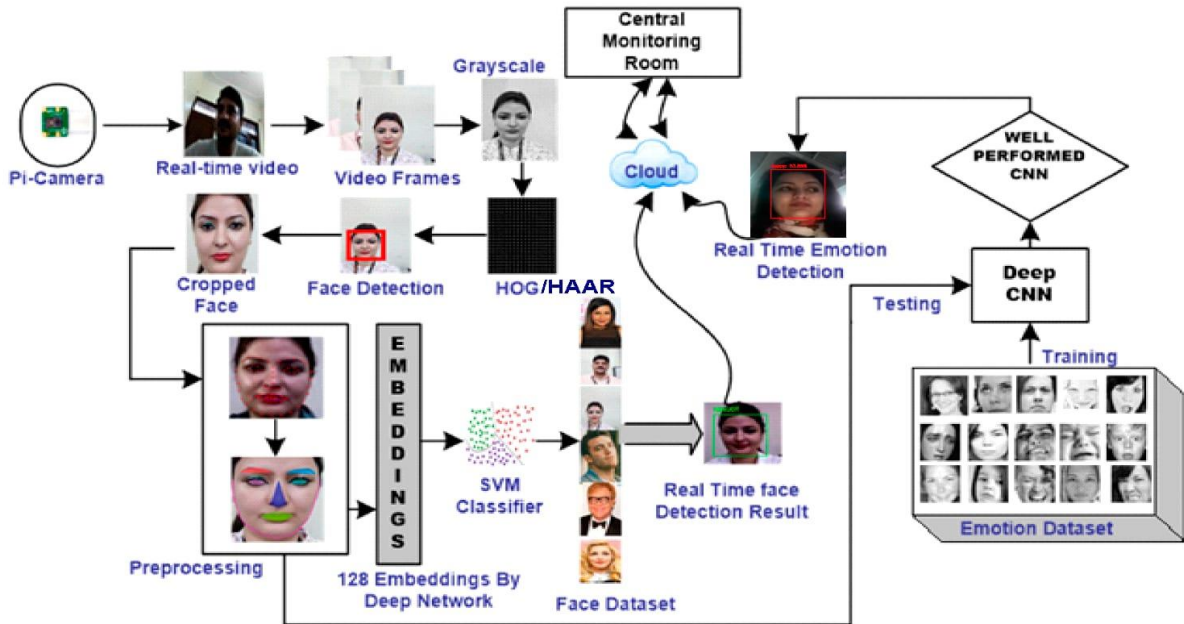 Central
Monitoring
Room
Grayscale
Pi-Camera
Real-time video
Video Frames
Cloud
WELL
PERFORMED
CNN
Cropped
Face
Face Detection
HOG/HAAR
Real Time Emotion
Detection
Testing
Deep
CNN
Training
EMBEDDINGS
SVM
Classifier
Real Time face
Detection Result
Emotion Dataset
Preprocessing
128 Embeddings By
Deep Network
Face Dataset